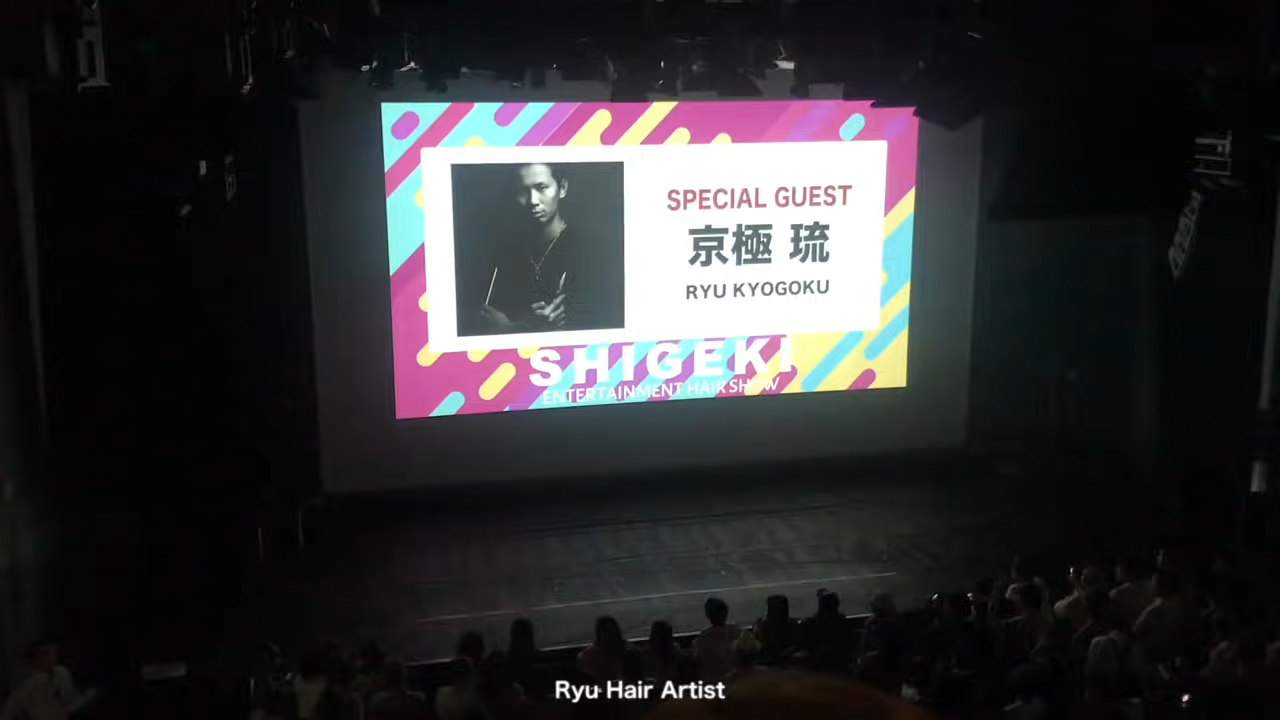 SPECIAL GUEST
京極 琉
RYU KYOGOKU
SHIGEKI
ENTERTAINMENT HAIR SHOW
Ryu Hair Artist